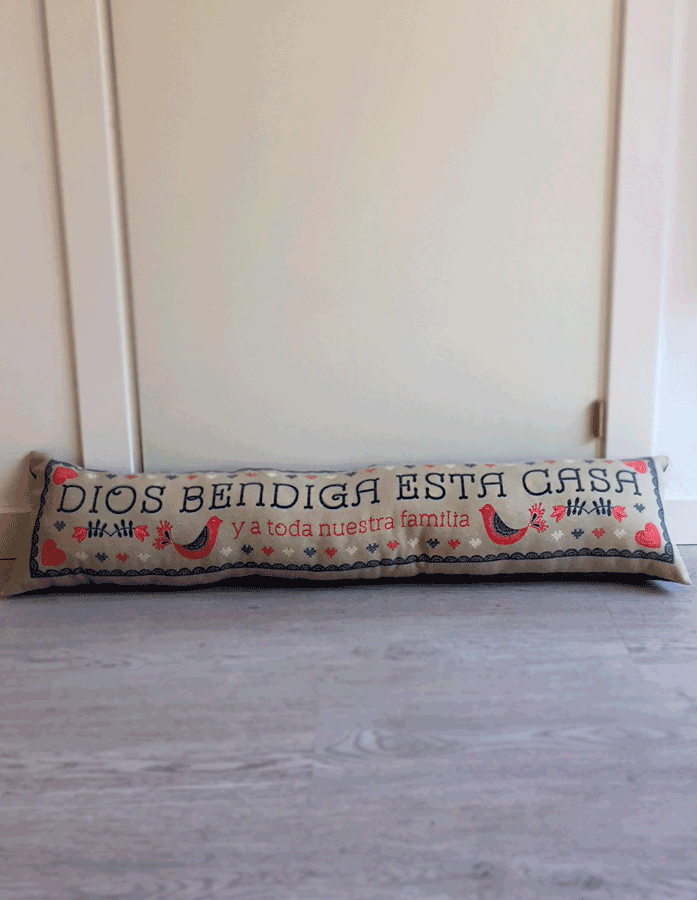 DIOS BENDIGA ESTA CASA
y a toda nuestra familia